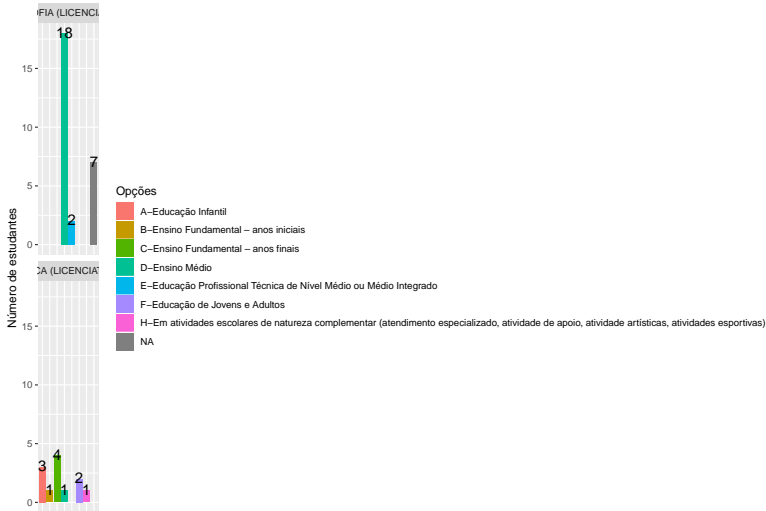 FIA (LICENCIA
18
15
10
5
0
7
2
Número de estudantes
CA (LICENCIAT
15
10
5
0
3
1
4
1
2
1
Opções
A−Educação Infantil
B−Ensino Fundamental – anos iniciais
C−Ensino Fundamental – anos finais
D−Ensino Médio
E−Educação Profissional Técnica de Nível Médio ou Médio Integrado
F−Educação de Jovens e Adultos
H−Em atividades escolares de natureza complementar (atendimento especializado, atividade de apoio, atividade artísticas, atividades esportivas)
NA